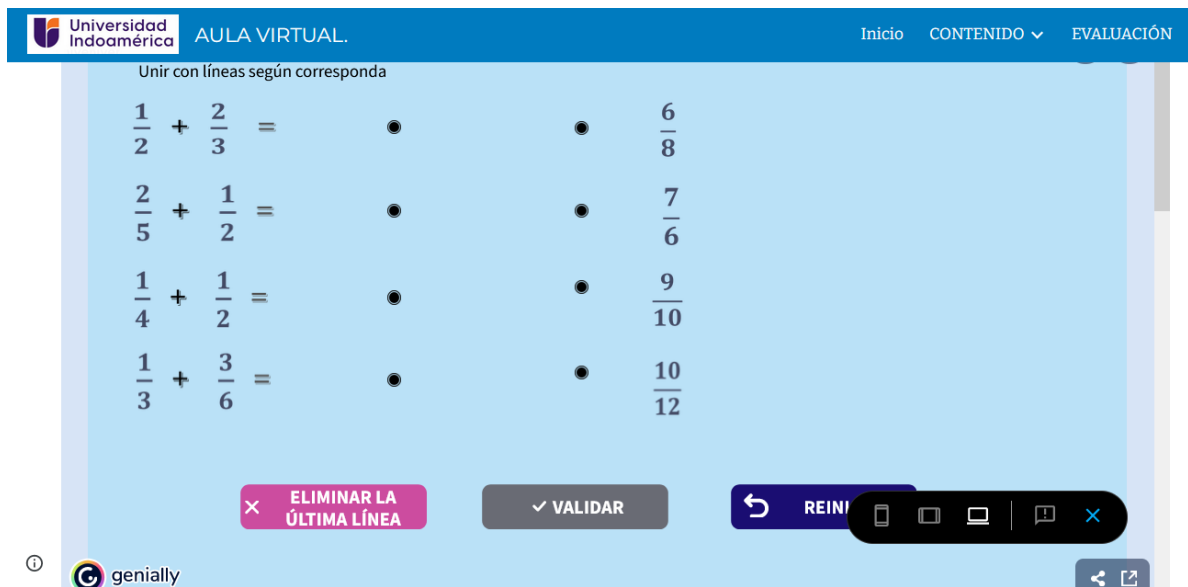 Universidad
Indoamérica
AULA VIRTUAL.
Inicio CONTENIDO EVALUACIÓN
Unir con líneas según corresponda
1/2 + 2/3 = 6/8
2/5 + 1/2 = 7/6
1/4 + 1/2 = 9/10
1/3 + 3/6 = 10/12
ELIMINAR LA
ÚLTIMA LÍNEA
VALIDAR
genially